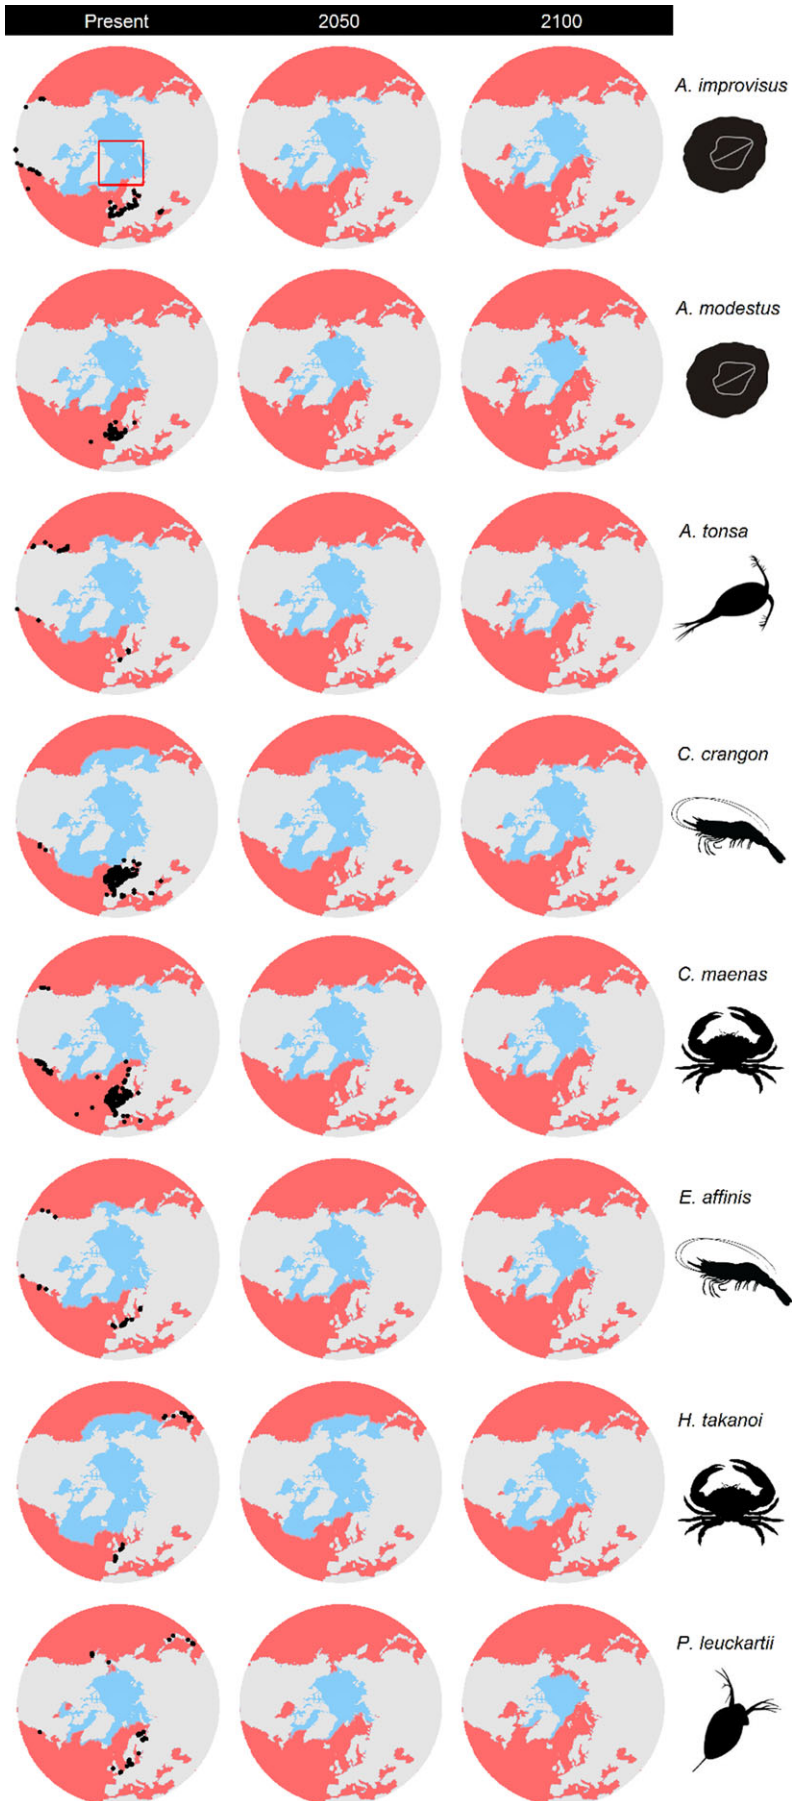 Present 2050 2100
A. improvisus
A. modestus
A. tonsa
C. crangon
C. maenas
E. affinis
H. takanoi
P. leuckartii